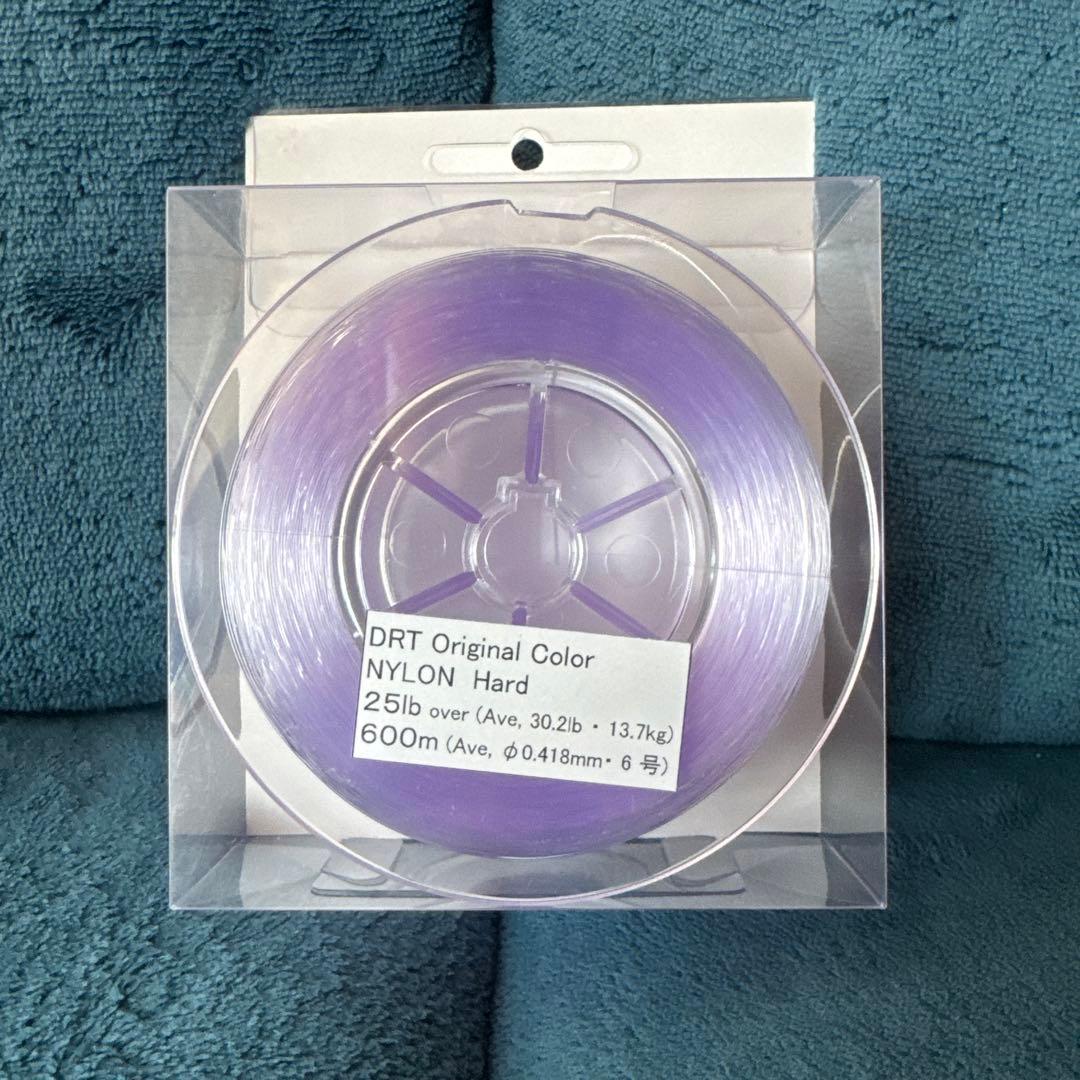 DRT Original Color
NYLON Hard
25lb over (Ave, 30.2lb・13.7kg)
600m (Ave, φ0.418mm・6 号)